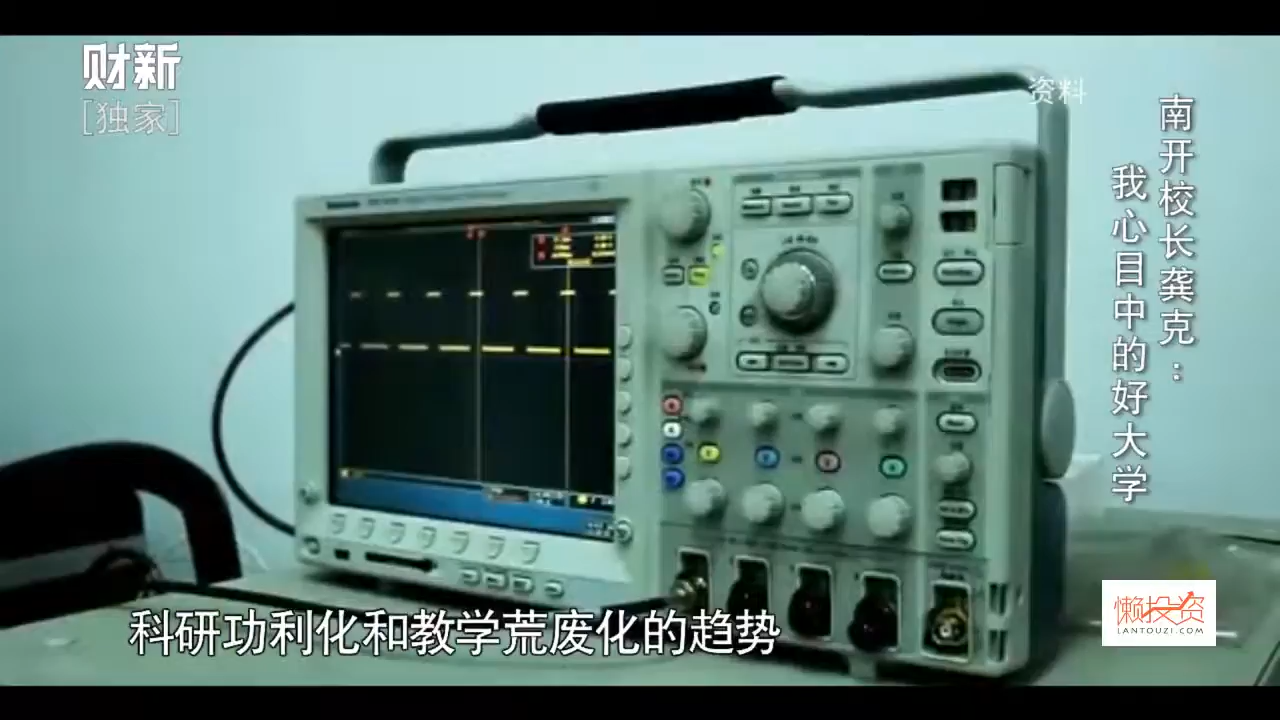 财新
[独家]
资料
南开校长龚克：
我心目中的好大学
科研功利化和教学荒废化的趋势
懒投资
LANTOUZI.COM